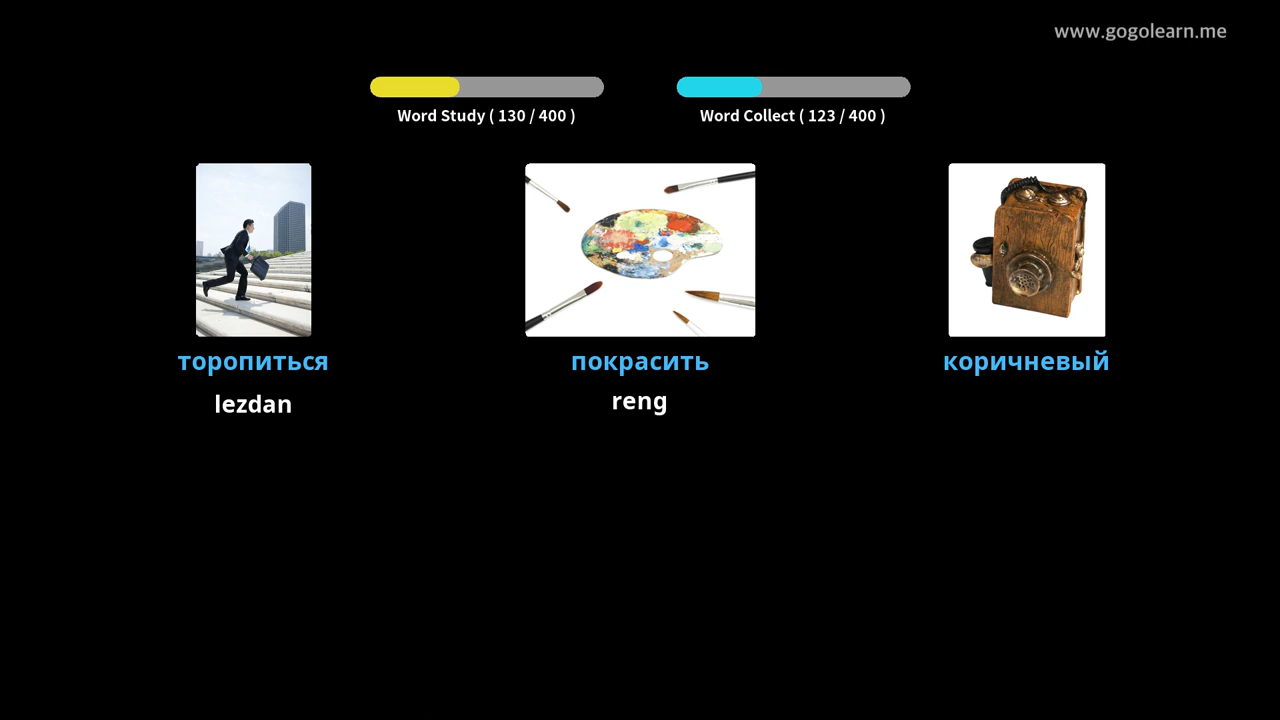 www.gogolearn.me
Word Study ( 130 / 400 )
Word Collect ( 123 / 400 )
торопиться
покрасить
коричневый
lezdan
reng